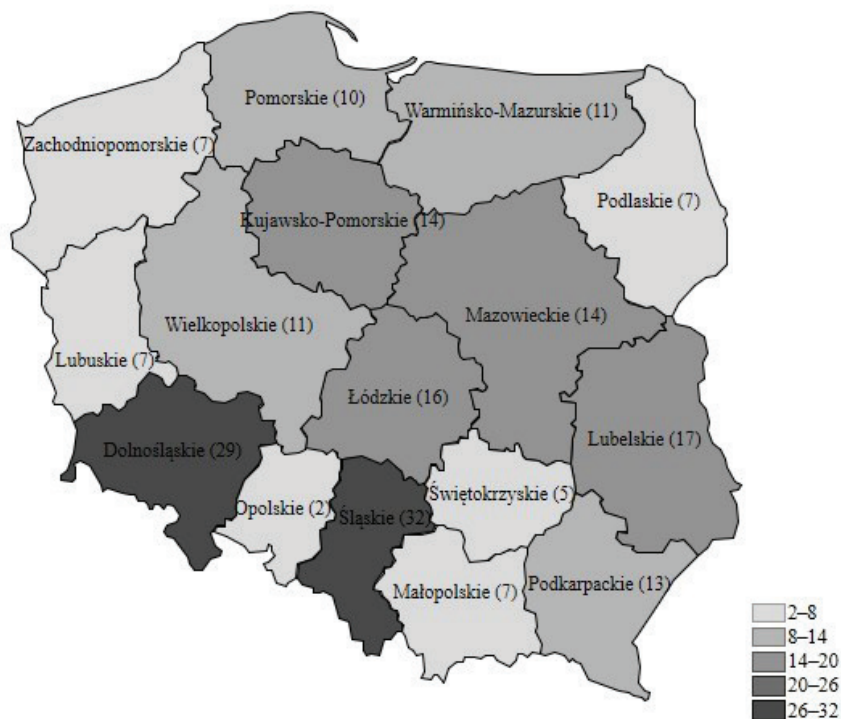 Pomorskie (10)
Warmińsko-Mazurskie (11)
Zachodniopomorskie (7)
Podlaskie (7)
Kujawsko-Pomorskie (14)
Mazowieckie (14)
Wielkopolskie (11)
Lubuskie (7)
Łódzkie (16)
Lubelskie (17)
Dolnośląskie (29)
Świętokrzyskie (5)
Opolskie (2)
Śląskie (32)
Podkarpackie (13)
Małopolskie (7)
2–8
8–14
14–20
20–26
26–32